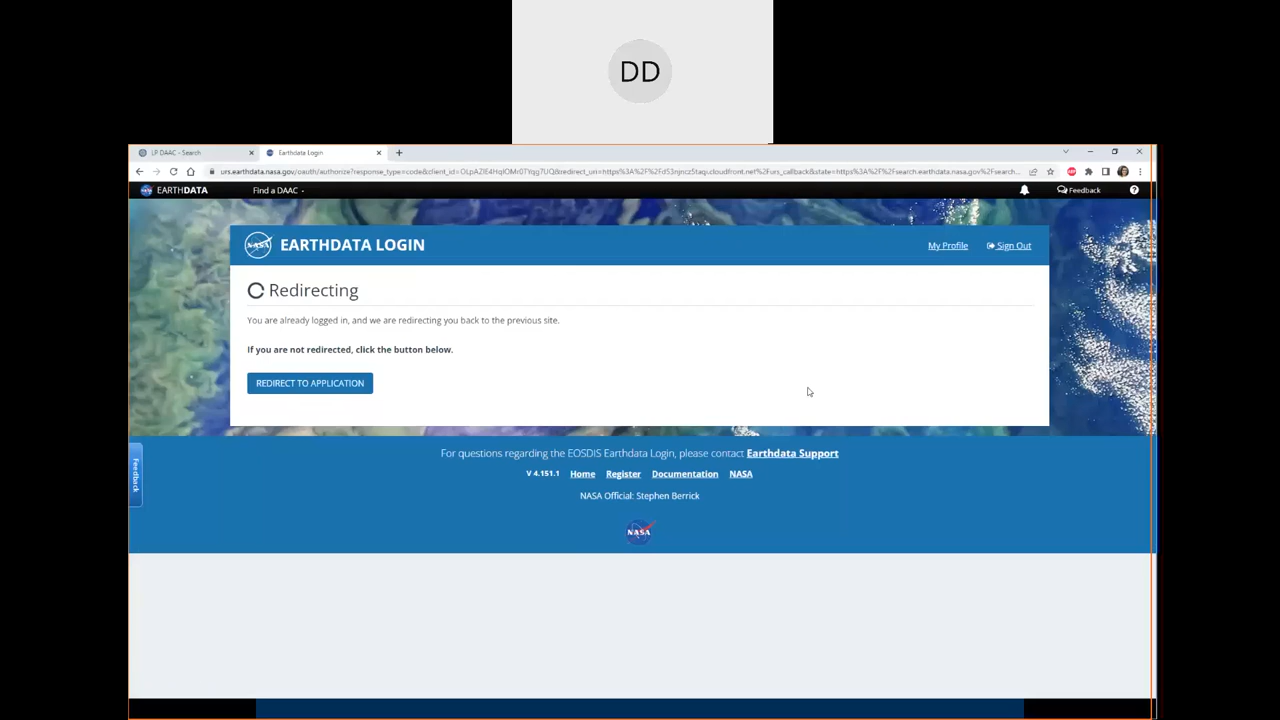 DD
LP DAAC - Search
Earthdata Login
EARTHDATA
Find a DAAC
Feedback
NASA
EARTHDATA LOGIN
My Profile
Sign Out
Redirecting
You are already logged in, and we are redirecting you back to the previous site.
If you are not redirected, click the button below.
REDIRECT TO APPLICATION
Feedback
For questions regarding the EOSDIS Earthdata Login, please contact Earthdata Support
V 4.151.1 Home Register Documentation NASA
NASA Official: Stephen Berrick
NASA